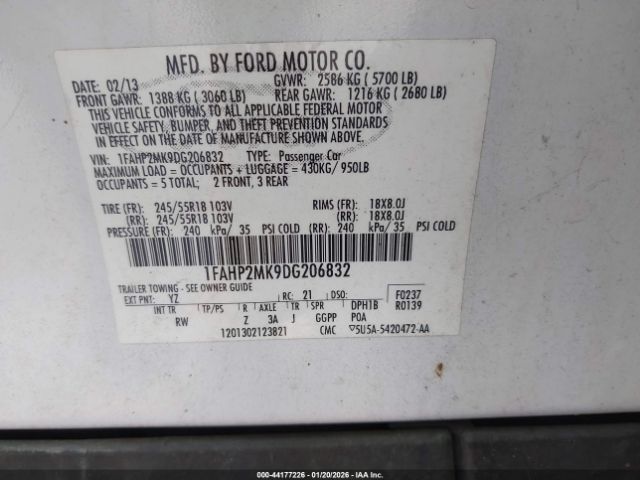 MFD. BY FORD MOTOR CO.
DATE: 02/13 GVWR: 2586 KG ( 5700 LB)
FRONT GAWR: 1388 KG ( 3060 LB) REAR GAWR: 1216 KG ( 2680 LB)
THIS VEHICLE CONFORMS TO ALL APPLICABLE FEDERAL MOTOR
VEHICLE SAFETY, BUMPER, AND THEFT PREVENTION STANDARDS
IN EFFECT ON THE DATE OF MANUFACTURE SHOWN ABOVE.
VIN: 1FAHP2MK9DG206832 TYPE: Passenger Car
MAXIMUM LOAD = OCCUPANTS + LUGGAGE = 430KG/ 950LB
OCCUPANTS = 5 TOTAL; 2 FRONT, 3 REAR
TIRE (FR): 245/55R18 103V RIMS (FR): 18X8.0J
(RR): 245/55R18 103V (RR): 18X8.0J
PRESSURE (FR): 240 kPa/ 35 PSI COLD (RR): 240 kPa/ 35 PSI COLD
1FAHP2MK9DG206832
TRAILER TOWING - SEE OWNER GUIDE
EXT PNT: YZ RC: 21 DSO: F0237
INT TR TP/PS R AXLE TR SPR DPH1B R0139
RW Z 3A J GGPP POA
1201302123821 CMC ▽5U5A-5420472-AA
000-44177226 - 01/20/2026 - IAA Inc.